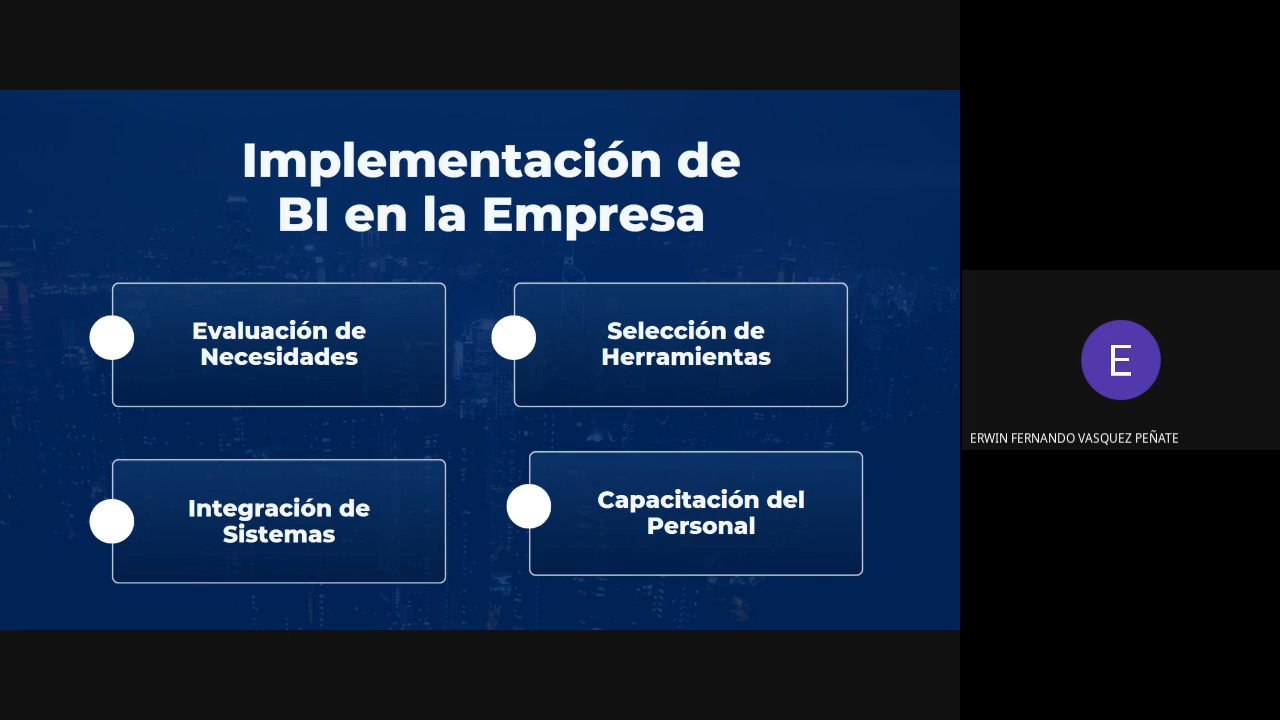 Implementación de
BI en la Empresa
Evaluación de
Necesidades
Selección de
Herramientas
Integración de
Sistemas
Capacitación del
Personal
E
ERWIN FERNANDO VASQUEZ PEÑATE